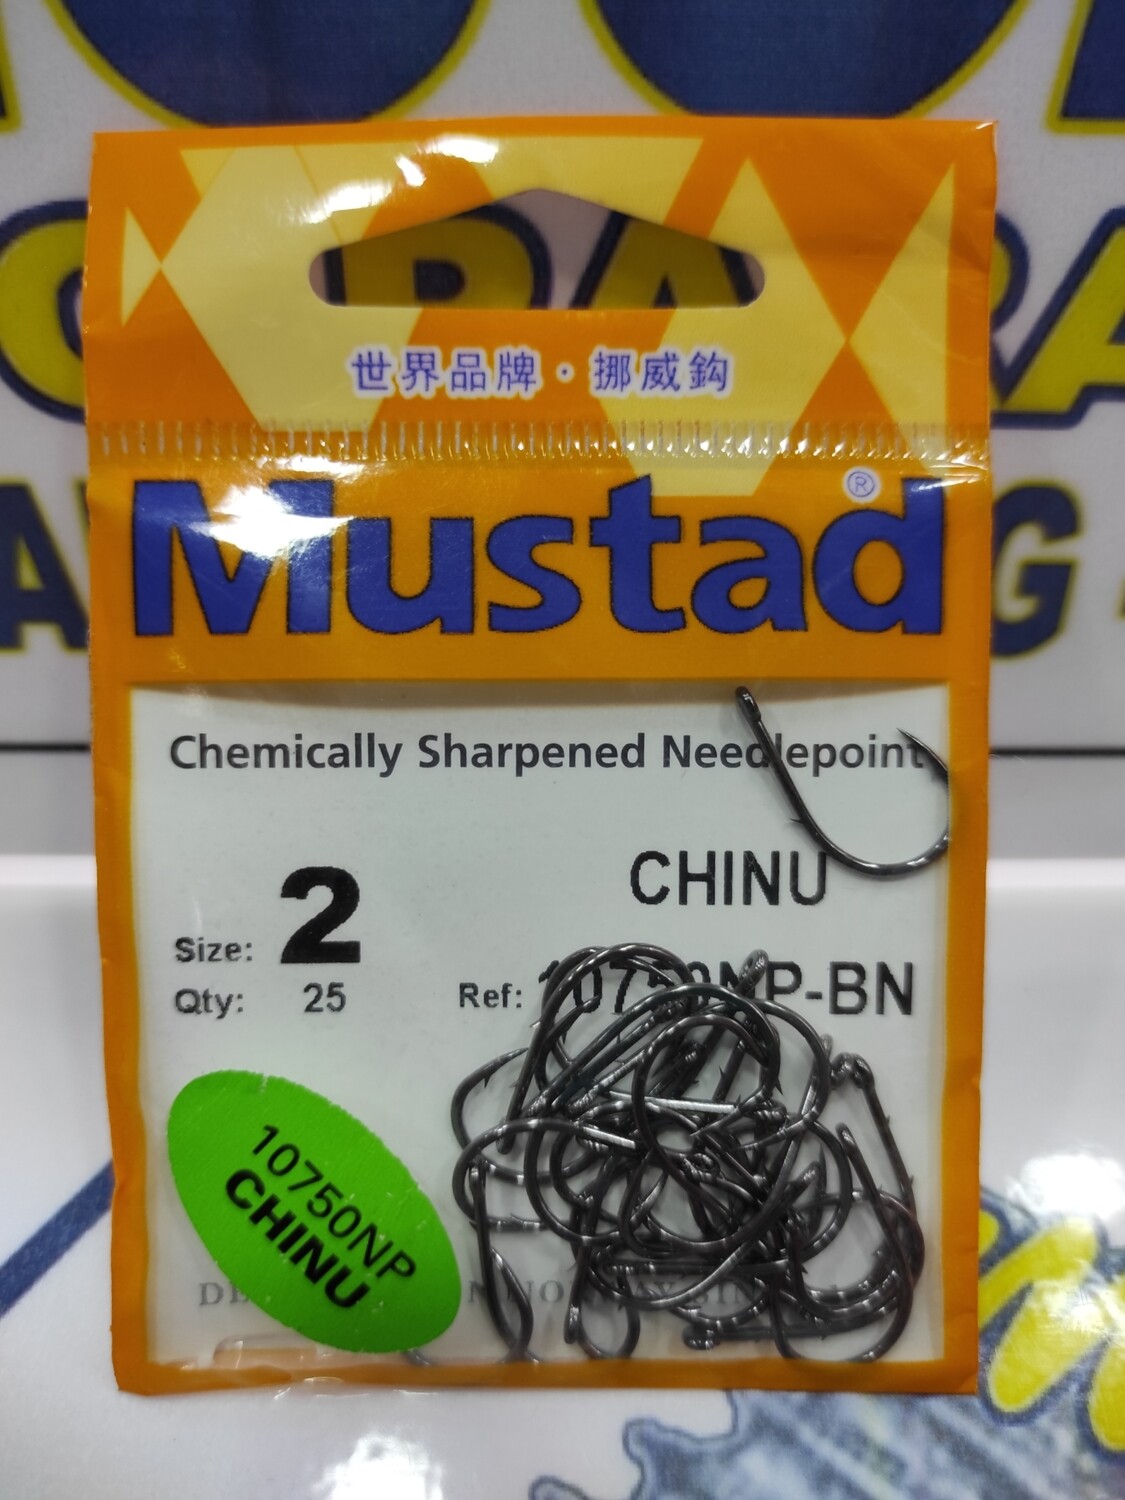 世界品牌・挪威鈎
Mustad®
Chemically Sharpened Needlepoint
CHINU
Size: 2
Qty: 25
Ref: 10750NP-BN
10750NP
CHINU